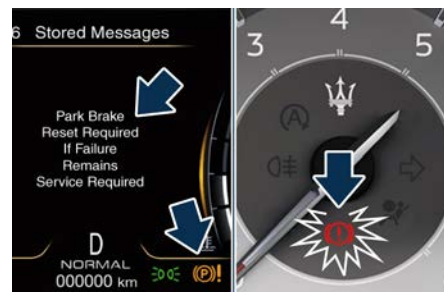 6 Stored Messages
Park Brake
Reset Required
If Failure
Remains
Service Required
D
NORMAL
000000 km
(P)!
3
4
5
(A)
(!)